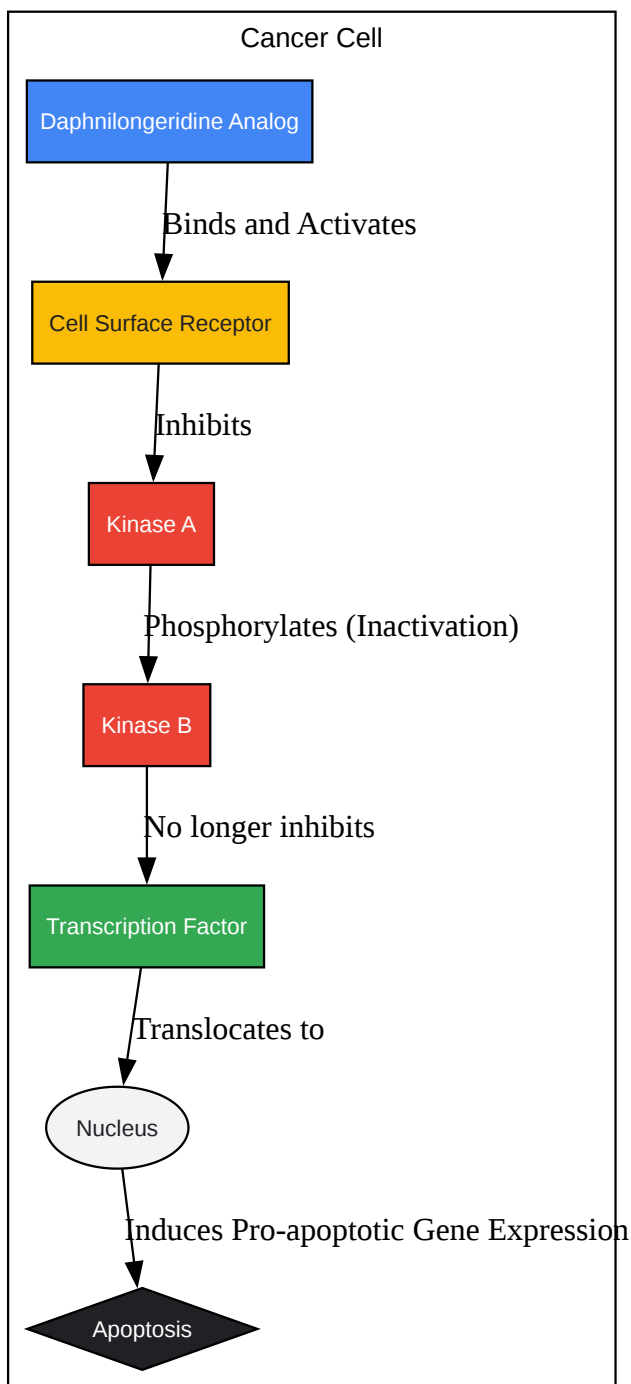 Cancer Cell
Daphnilongeridine Analog
Binds and Activates
Cell Surface Receptor
Inhibits
Kinase A
Phosphorylates (Inactivation)
Kinase B
No longer inhibits
Transcription Factor
Translocates to
Nucleus
Induces Pro-apoptotic Gene Expression
Apoptosis